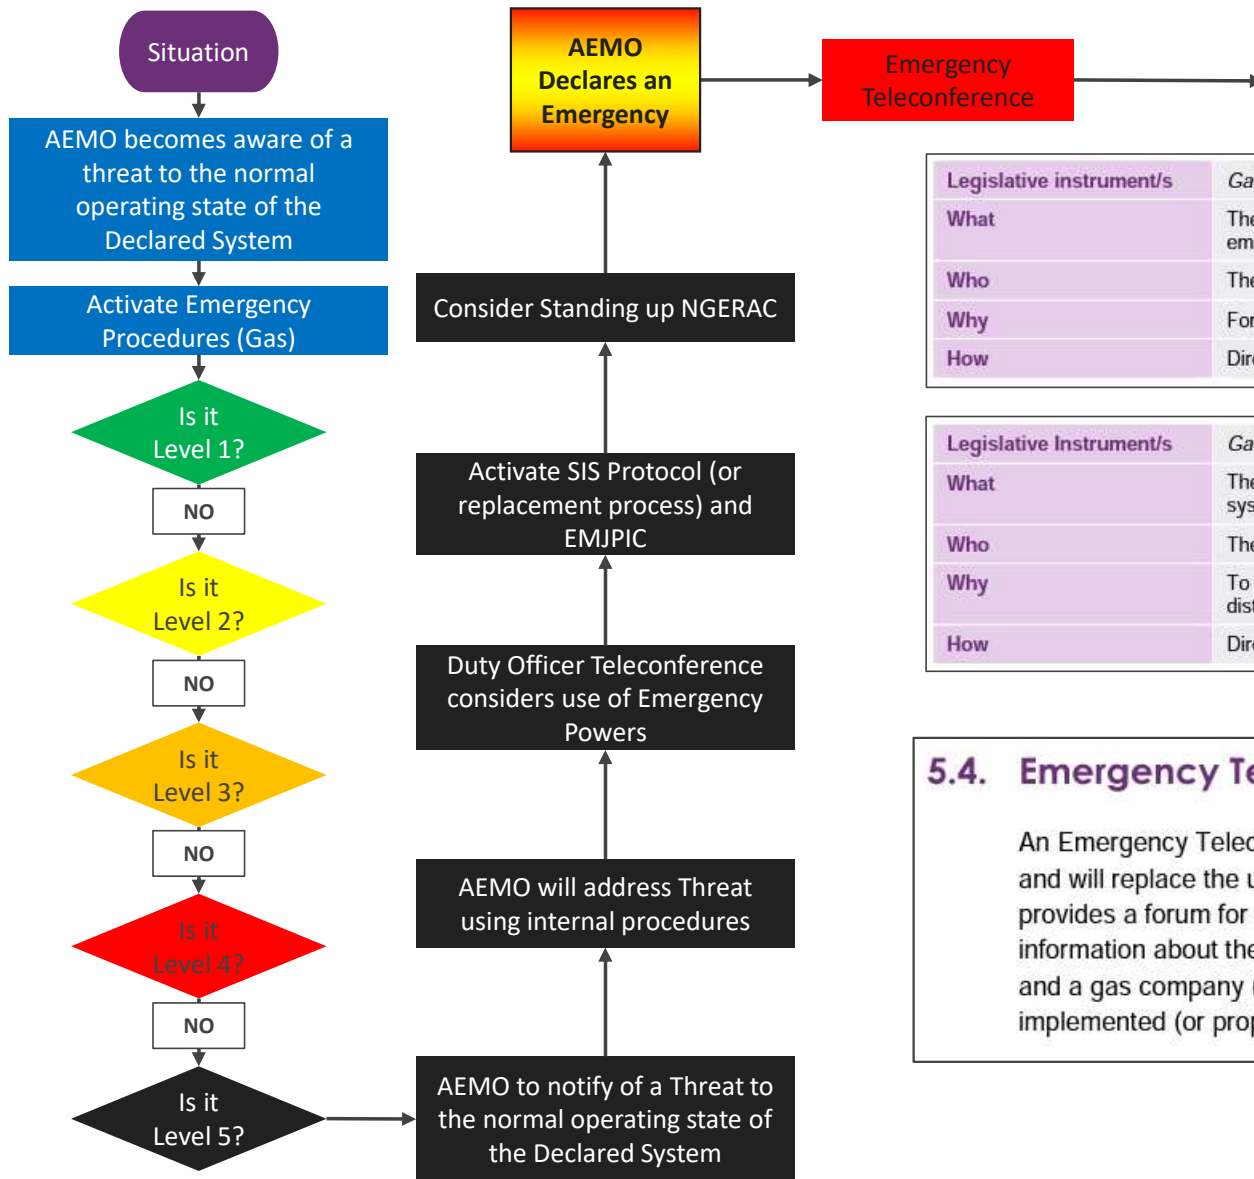 Situation
AEMO becomes aware of a
threat to the normal
operating state of the
Declared System
Activate Emergency
Procedures (Gas)
Is it
Level 1?
NO
Is it
Level 2?
NO
Is it
Level 3?
NO
Is it
Level 4?
NO
Is it
Level 5?
AEMO to notify of a Threat to
the normal operating state of
the Declared System
AEMO will address Threat
using internal procedures
Duty Officer Teleconference
considers use of Emergency
Powers
Activate SIS Protocol (or
replacement process) and
EMJPIC
Consider Standing up NGERAC
AEMO
Declares an
Emergency
Emergency
Teleconference
Legislative instrument/s
What
Who
Why For
How
Legislative Instrument/s
What
Who
Why To
How
5.4. Emergency
An Emergency
and will replace the
provides a forum for
information about
and a gas company
implemented (or